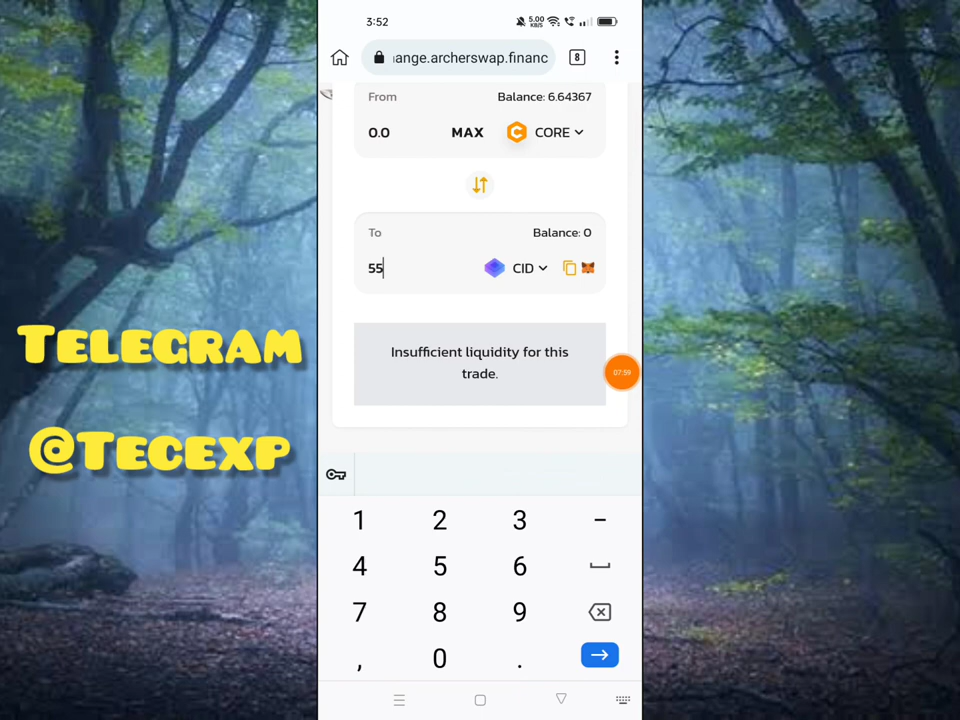 3:52
5.00
KB/S
ange.archerswap.financ
8
From
Balance: 6.64367
0.0
MAX
CORE
To
Balance: 0
55
CID
Insufficient liquidity for this
trade.
07:59
TELEGRAM
@TECEXP
1 2 3 -
4 5 6
7 8 9
, 0 .